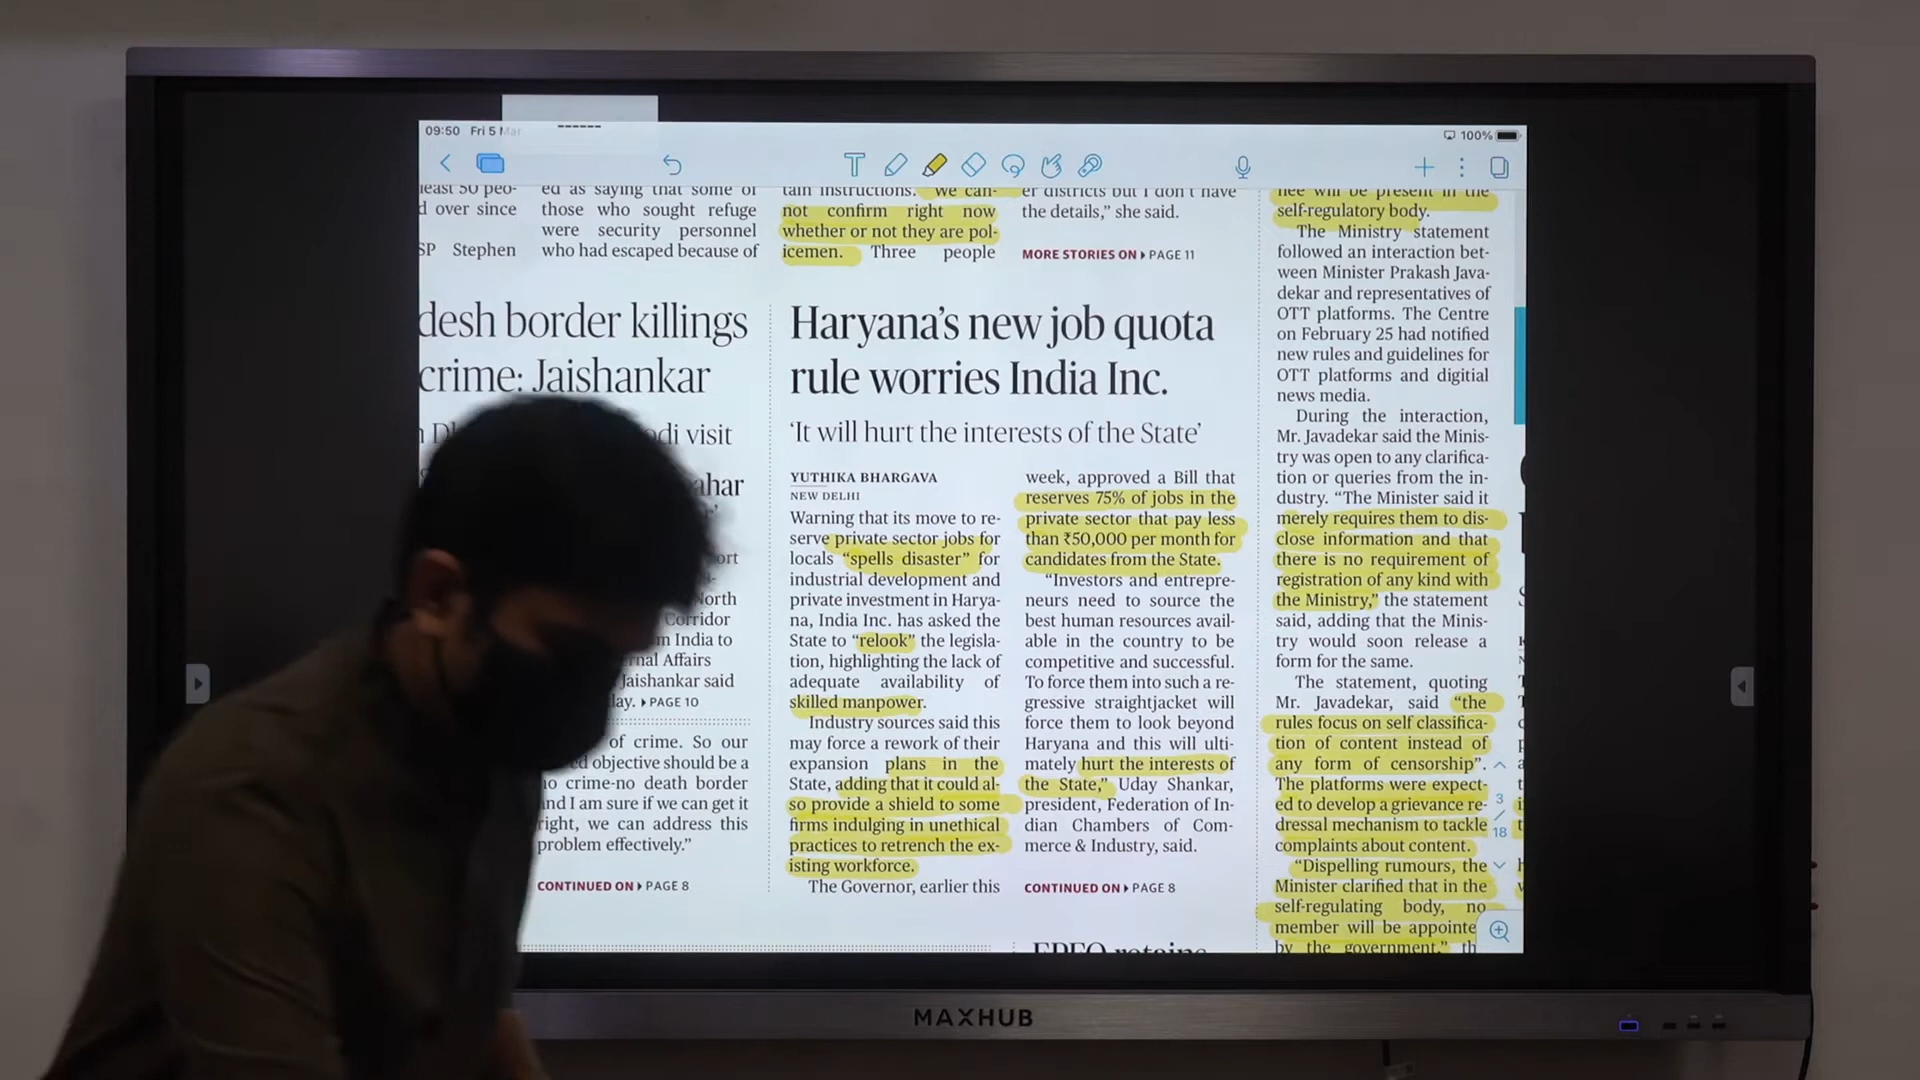 09:50 Fri 5 Mar
100%
least 50 peo-
d over since
SP Stephen
ed as saying that some of
those who sought refuge
were security personnel
who had escaped because of
tain instructions. We can-
not confirm right now
whether or not they are pol-
icemen. Three people
er districts but I don't have
the details,” she said.
MORE STORIES ON PAGE 11
desh border killings
crime: Jaishankar
odi visit
ahar
ort
North
Corridor
m India to
rnal Affairs
Jaishankar said
lay. PAGE 10
of crime. So our
ed objective should be a
no crime-no death border
and I am sure if we can get it
right, we can address this
problem effectively.”
CONTINUED ON PAGE 8
Haryana’s new job quota
rule worries India Inc.
‘It will hurt the interests of the State’
YUTHIKA BHARGAVA
NEW DELHI
Warning that its move to re-
serve private sector jobs for
locals “spells disaster” for
industrial development and
private investment in Harya-
na, India Inc. has asked the
State to “relook” the legisla-
tion, highlighting the lack of
adequate availability of
skilled manpower.
Industry sources said this
may force a rework of their
expansion plans in the
State, adding that it could al-
so provide a shield to some
firms indulging in unethical
practices to retrench the ex-
isting workforce.
The Governor, earlier this
week, approved a Bill that
reserves 75% of jobs in the
private sector that pay less
than ₹50,000 per month for
candidates from the State.
“Investors and entrepre-
neurs need to source the
best human resources avail-
able in the country to be
competitive and successful.
To force them into such a re-
gressive straightjacket will
force them to look beyond
Haryana and this will ulti-
mately hurt the interests of
the State,” Uday Shankar,
president, Federation of In-
dian Chambers of Com-
merce & Industry, said.
CONTINUED ON PAGE 8
EPFO retains
nee will be present in the
self-regulatory body.
The Ministry statement
followed an interaction bet-
ween Minister Prakash Java-
dekar and representatives of
OTT platforms. The Centre
on February 25 had notified
new rules and guidelines for
OTT platforms and digitial
news media.
During the interaction,
Mr. Javadekar said the Minis-
try was open to any clarifica-
tion or queries from the in-
dustry. “The Minister said it
merely requires them to dis-
close information and that
there is no requirement of
registration of any kind with
the Ministry,” the statement
said, adding that the Minis-
try would soon release a
form for the same.
The statement, quoting
Mr. Javadekar, said “the
rules focus on self classifica-
tion of content instead of
any form of censorship”.
The platforms were expect-
ed to develop a grievance re-
dressal mechanism to tackle
complaints about content.
“Dispelling rumours, the
Minister clarified that in the
self-regulating body, no
member will be appointe
by the government,” th
3
18
MAXHUB